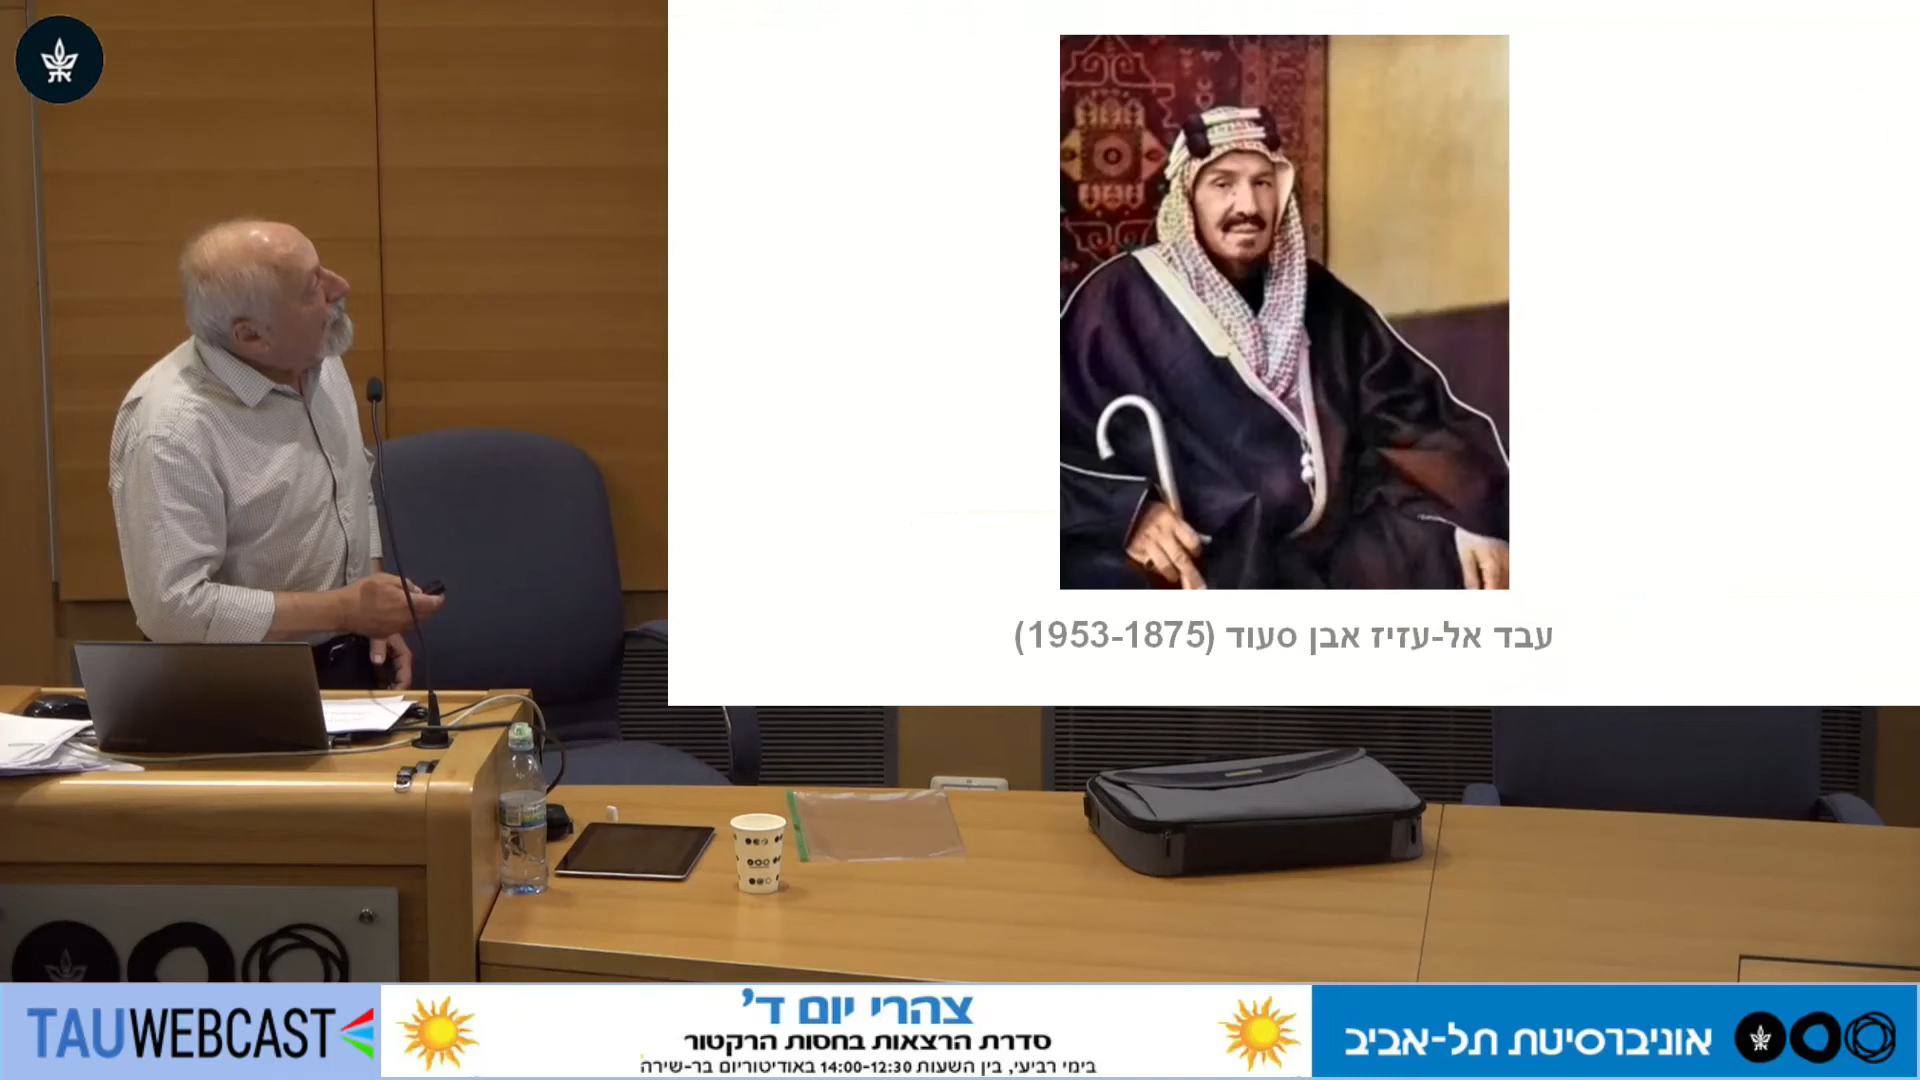 עבד אל-עזיז אבן סעוד (1953-1875)
TAUWEBCAST
צהרי יום ד'
סדרת הרצאות בחסות הרקטור
בימי רביעי, בין השעות 14:00-12:30 באודיטוריום בר-שירה
אוניברסיטת תל-אביב